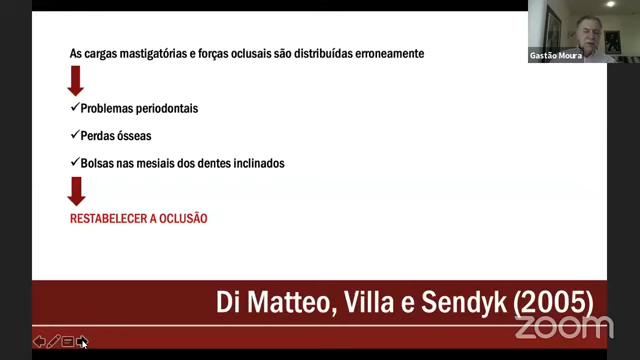 As cargas mastigatórias e forças oclusais são distribuídas erroneamente
✓Problemas periodontais
✓Perdas ósseas
✓Bolsas nas mesiais dos dentes inclinados
RESTABELECER A OCLUSÃO
Di Matteo, Villa e Sendyk (2005)
Gastão Moura
zoom